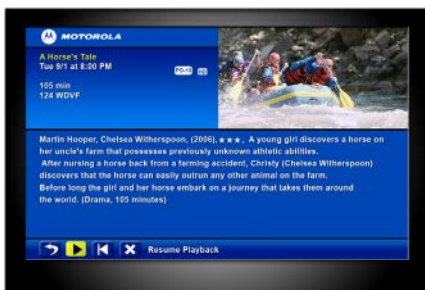 MOTOROLA
A Horse's Tale
Tue 9/1 at 8:00 PM
PG-13 HD
105 min
124 WDVF
Martin Hooper, Chelsea Witherspoon, (2006), ★★★, A young girl discovers a horse on
her uncle's farm that possesses previously unknown athletic abilities.
After nursing a horse back from a farming accident, Christy (Chelsea Witherspoon)
discovers that the horse can easily outrun any other animal on the farm.
Before long the girl and her horse embark on a journey that takes them around
the world. (Drama, 105 minutes)
Resume Playback